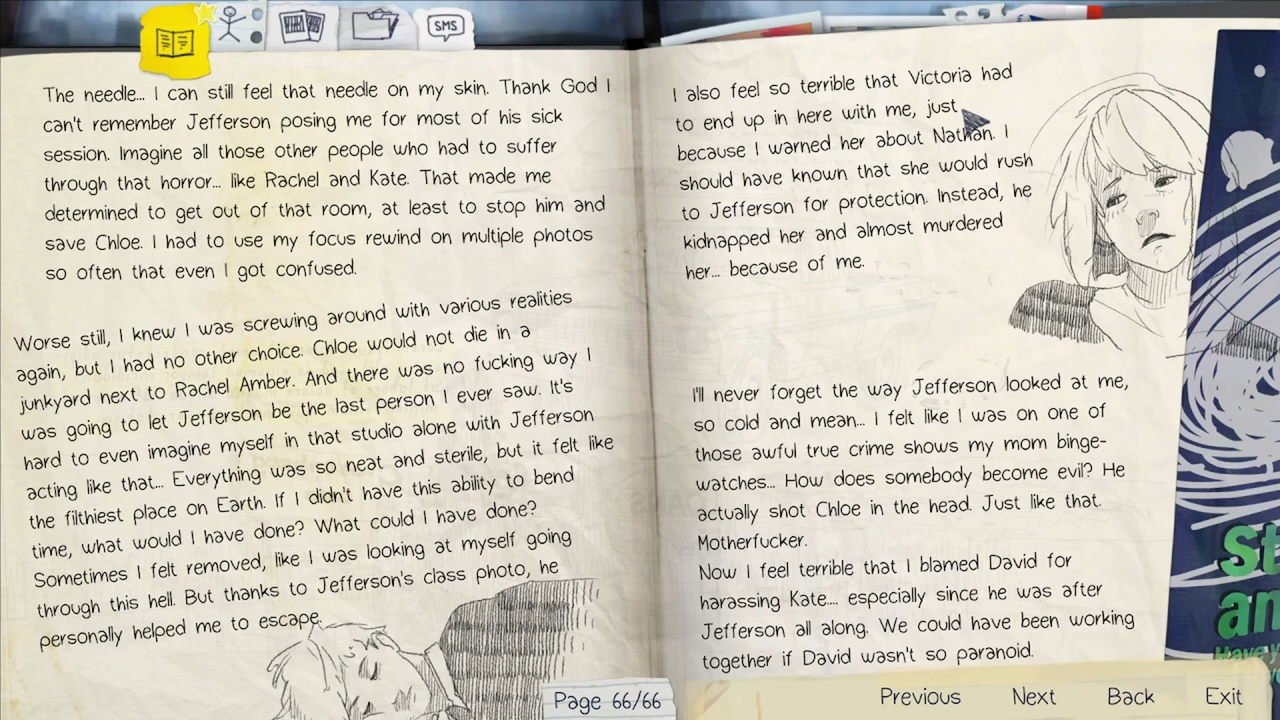 SMS
The needle... I can still feel that needle on my skin. Thank God I
can't remember Jefferson posing me for most of his sick
session. Imagine all those other people who had to suffer
through that horror... like Rachel and Kate. That made me
determined to get out of that room, at least to stop him and
save Chloe. I had to use my focus rewind on multiple photos
so often that even I got confused.
Worse still, I knew I was screwing around with various realities
again, but I had no other choice. Chloe would not die in a
junkyard next to Rachel Amber. And there was no fucking way I
was going to let Jefferson be the last person I ever saw. It's
hard to even imagine myself in that studio alone with Jefferson
acting like that... Everything was so neat and sterile, but it felt like
the filthiest place on Earth. If I didn't have this ability to bend
time, what would I have done? What could I have done?
Sometimes I felt removed, like I was looking at myself going
through this hell. But thanks to Jefferson's class photo, he
personally helped me to escape.
I also feel so terrible that Victoria had
to end up in here with me, just
because I warned her about Nathan. I
should have known that she would rush
to Jefferson for protection. Instead, he
kidnapped her and almost murdered
her... because of me.
I'll never forget the way Jefferson looked at me,
so cold and mean... I felt like I was on one of
those awful true crime shows my mom binge-
watches... How does somebody become evil? He
actually shot Chloe in the head. Just like that.
Motherfucker.
Now I feel terrible that I blamed David for
harassing Kate.... especially since he was after
Jefferson all along. We could have been working
together if David wasn't so paranoid.
St
an
Have y
Page 66/66
Previous Next Back Exit